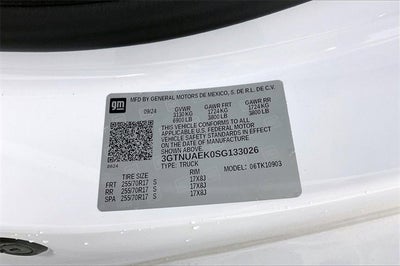 gm
MFD BY GENERAL MOTORS DE MEXICO, S. DE R.L. DE C.V.
09/24 GVWR GAWR FRT GAWR RR
3130 KG 1724 KG 1724 KG
6900 LB 3800 LB 3800 LB
THIS VEHICLE CONFORMS TO ALL
APPLICABLE U.S. FEDERAL MOTOR
VEHICLE SAFETY STANDARDS IN
EFFECT ON THE DATE OF
MANUFACTURE SHOWN ABOVE.
3GTNUAEK0SG133026
TYPE: TRUCK
TIRE SIZE RIM 06TK10903
FRT 255/70R17 S 17X8J
RR 255/70R17 S 17X8J
SPA 255/70R17 S 17X8J